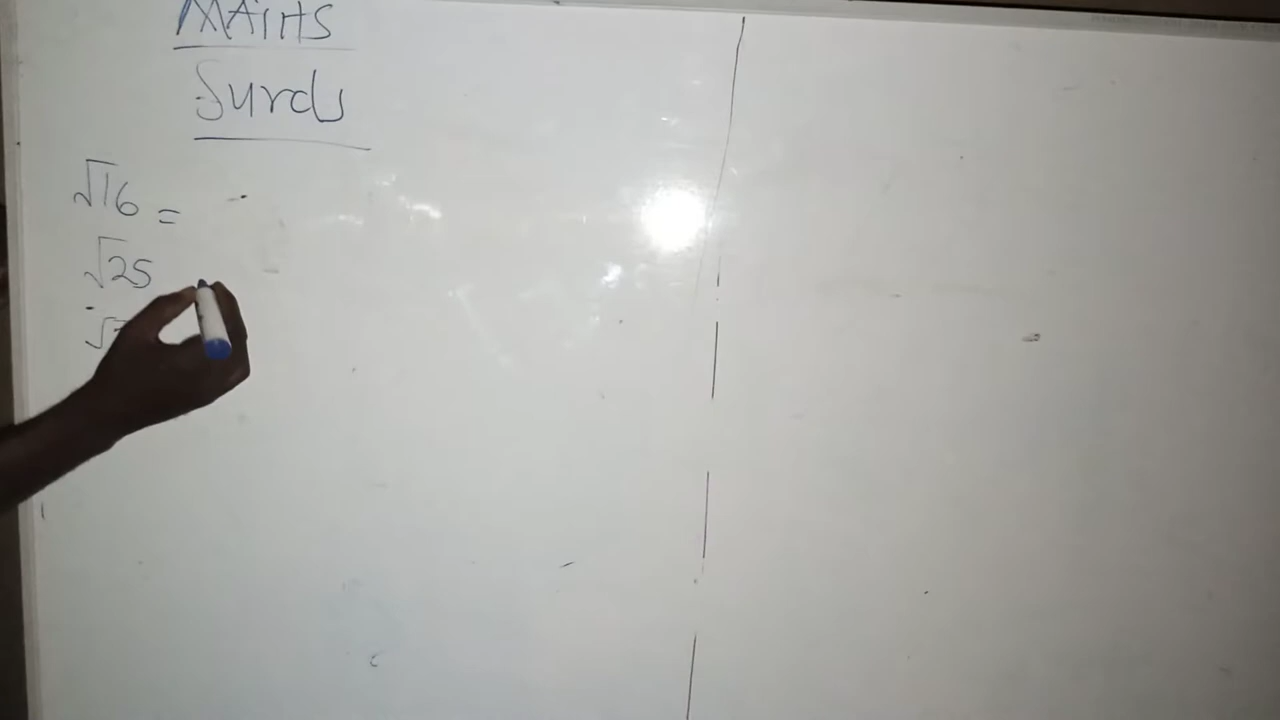 MATHS
Surds
√16 =
√25